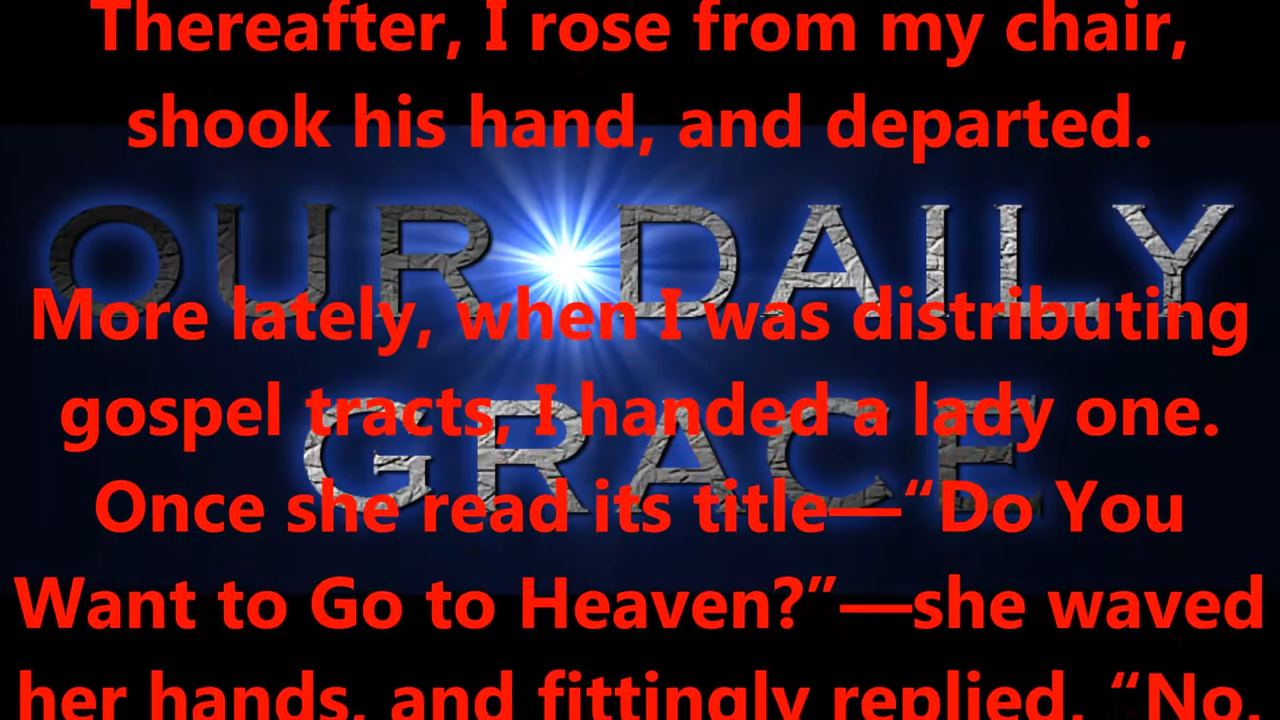 Thereafter, I rose from my chair,
shook his hand, and departed.
OUR DAILY
More lately, when I was distributing
gospel tracts, I handed a lady one.
GRACE
Once she read its title—“Do You
Want to Go to Heaven?”—she waved
her hands, and fittingly replied, “No,